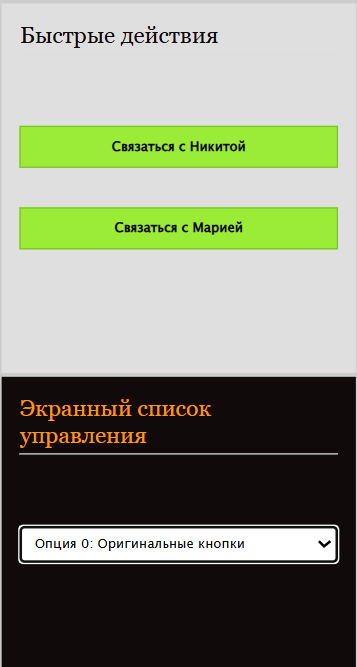 Быстрые действия
Связаться с Никитой
Связаться с Марией
Экранный список
управления
Опция 0: Оригинальные кнопки